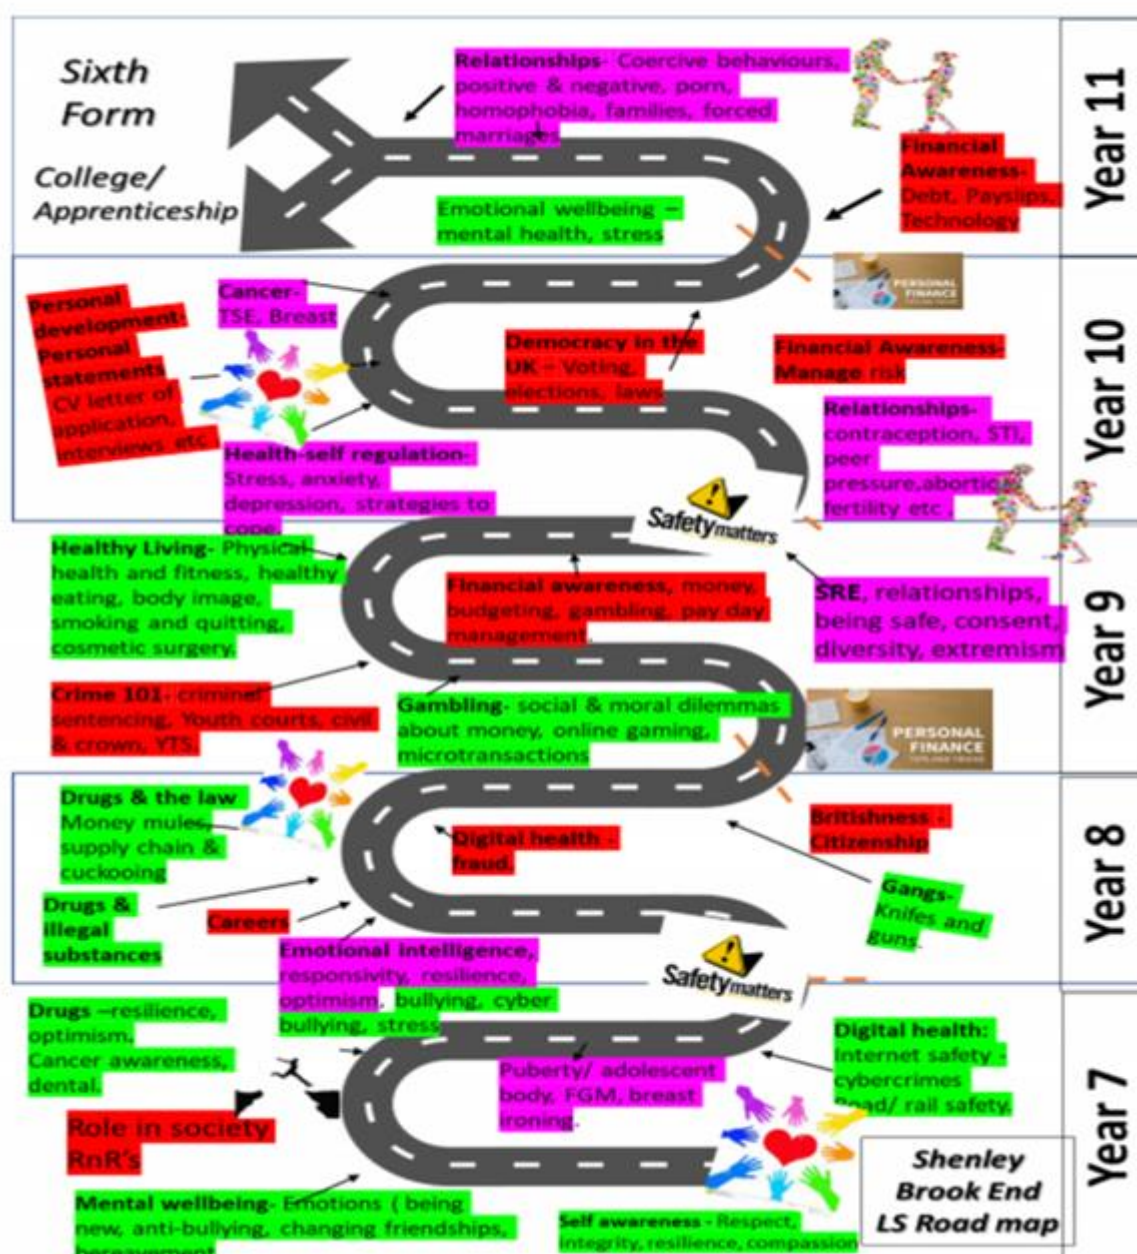 Sixth
Form
College/
Apprenticeship
Relationships- Coercive behaviours,
positive & negative, porn,
homophobia, families, forced
marriages
Financial
Awareness-
Debt, Payslips,
Technology
Emotional wellbeing –
mental health, stress
Year 11
Personal
development-
Personal
statements
CV letter of
application,
interviews etc
Cancer-
TSE, Breast
Democracy in the
UK – Voting,
elections, laws
PERSONAL
FINANCE
Financial Awareness-
Manage risk
Relationships-
contraception, STI,
peer
pressure,abortio
fertility etc .
Health-self regulation-
Stress, anxiety,
depression, strategies to
cope.
Safetymatters
Year 10
Healthy Living- Physical
health and fitness, healthy
eating, body image,
smoking and quitting,
cosmetic surgery.
Financial awareness, money,
budgeting, gambling, pay day
management.
SRE, relationships,
being safe, consent,
diversity, extremism
Crime 101- criminal
sentencing, Youth courts, civil
& crown, YTS.
Gambling- social & moral dilemmas
about money, online gaming,
microtransactions
PERSONAL
FINANCE
Year 9
Drugs & the law
Money mules,
supply chain &
cuckooing
Digital health -
fraud.
Britishness -
Citizenship
Drugs &
illegal
substances
Careers
Gangs-
Knifes and
guns.
Emotional intelligence,
responsivity, resilience,
optimism, bullying, cyber
bullying, stress
Safetymatters
Year 8
Drugs –resilience,
optimism,
Cancer awareness,
dental.
Puberty/ adolescent
body, FGM, breast
ironing.
Digital health:
Internet safety -
cybercrimes
Road/ rail safety.
Role in society
RnR's
Mental wellbeing- Emotions ( being
new, anti-bullying, changing friendships,
bereavement
Self awareness - Respect,
integrity, resilience, compassion
Shenley
Brook End
LS Road map
Year 7